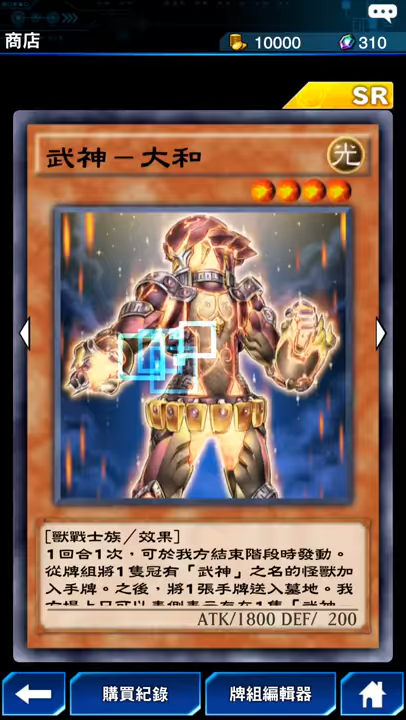 商店
10000
310
SR
武神－大和
光
[獸戰士族／效果]
1回合1次，可於我方結束階段時發動。
從牌組將1隻冠有「武神」之名的怪獸加
入手牌。之後，將1張手牌送入墓地。我
ATK/1800 DEF/ 200
購買紀錄
牌組編輯器